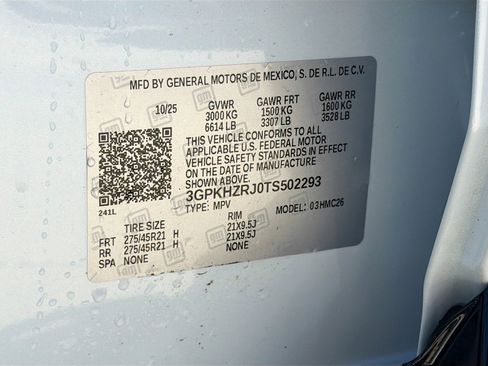 MFD BY GENERAL MOTORS DE MEXICO, S. DE R.L. DE C.V.
10/25 GVWR GAWR FRT GAWR RR
3000 KG 1500 KG 1600 KG
6614 LB 3307 LB 3528 LB
THIS VEHICLE CONFORMS TO ALL
APPLICABLE U.S. FEDERAL MOTOR
VEHICLE SAFETY STANDARDS IN EFFECT
ON THE DATE OF MANUFACTURE
SHOWN ABOVE.
3GPKHZRJ0TS502293
TYPE: MPV MODEL: 03HMC26
241L
TIRE SIZE RIM
FRT 275/45R21 H 21X9.5J
RR 275/45R21 H 21X9.5J
SPA NONE NONE
gm